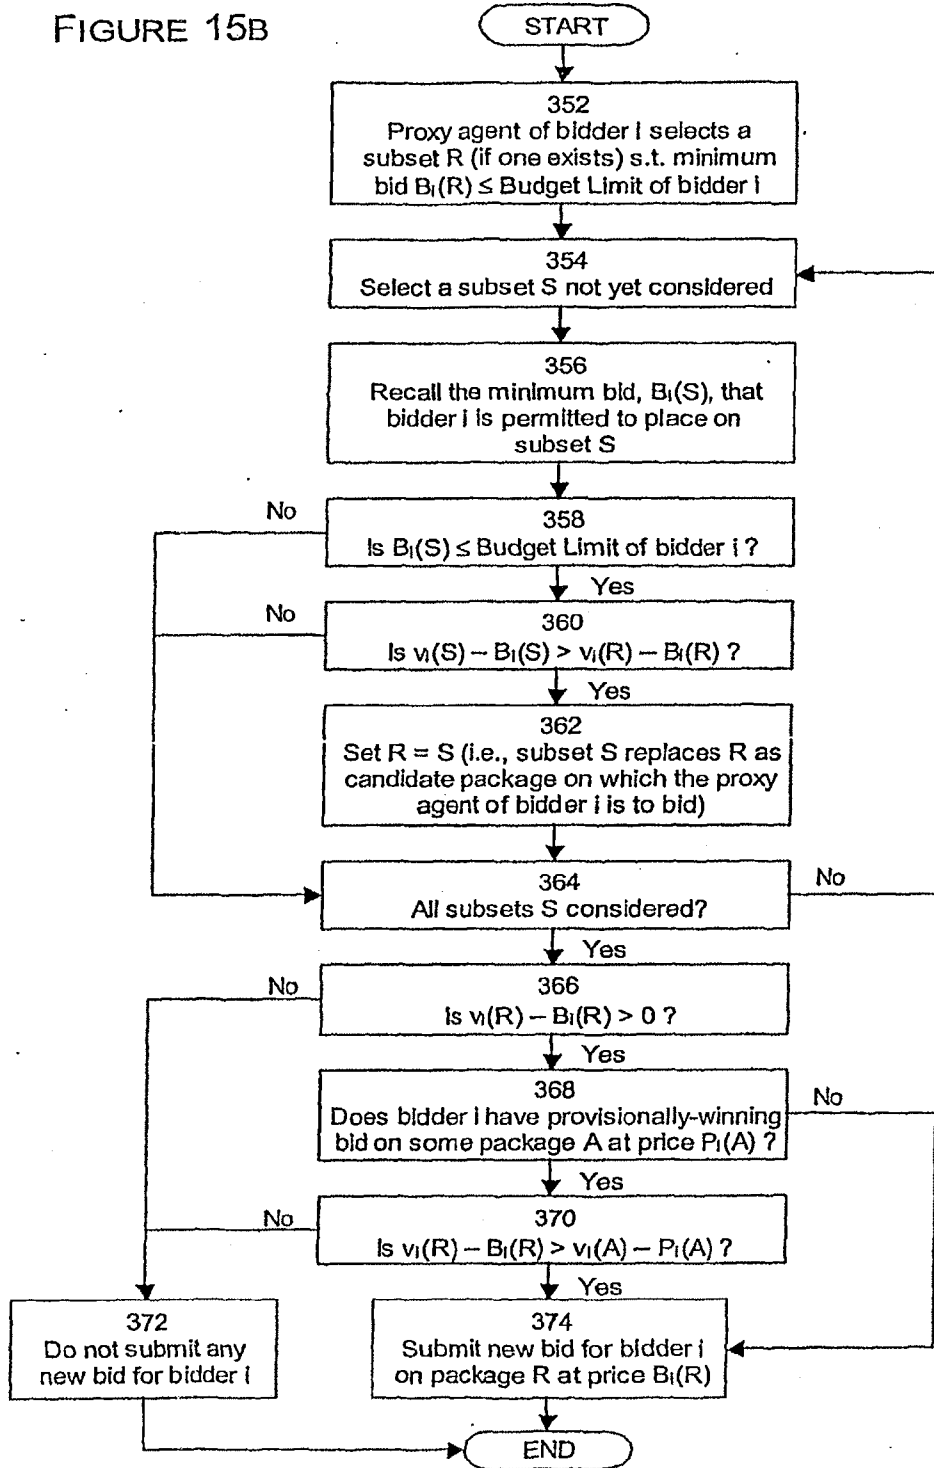 FIGURE 15B
START
352
Proxy agent of bidder i selects a
subset R (if one exists) s.t. minimum
bid Bi(R) ≤ Budget Limit of bidder i
354
Select a subset S not yet considered
356
Recall the minimum bid, Bi(S), that
bidder i is permitted to place on
subset S
No
358
Is Bi(S) ≤ Budget Limit of bidder i ?
Yes
No
360
Is vi(S) – Bi(S) > vi(R) – Bi(R) ?
Yes
362
Set R = S (i.e., subset S replaces R as
candidate package on which the proxy
agent of bidder i is to bid)
364
All subsets S considered?
No
Yes
No
366
Is vi(R) – Bi(R) > 0 ?
Yes
368
Does bidder i have provisionally-winning
bid on some package A at price Pi(A) ?
No
Yes
No
370
Is vi(R) – Bi(R) > vi(A) – Pi(A) ?
Yes
372
Do not submit any
new bid for bidder i
374
Submit new bid for bidder i
on package R at price Bi(R)
END